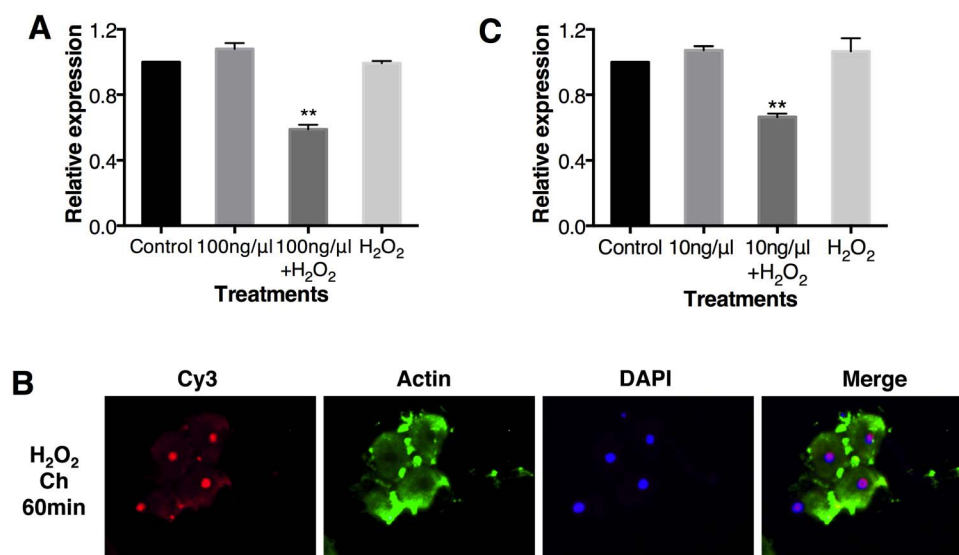 A
Relative expression
1.2
0.8
0.4
0.0
Control 100ng/µl 100ng/µl +H₂O₂ H₂O₂
Treatments
**
C
Relative expression
1.2
0.8
0.4
0.0
Control 10ng/µl 10ng/µl +H₂O₂ H₂O₂
Treatments
**
B
Cy3 Actin DAPI Merge
H₂O₂
Ch
60min